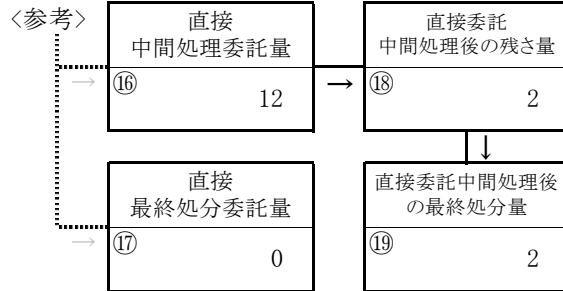 <参考>
直接
中間処理委託量
→
⑯
12
→
直接委託
中間処理後の残さ量
⑱
2
↓
直接
最終処分委託量
→
⑰
0
直接委託中間処理後
の最終処分量
⑲
2